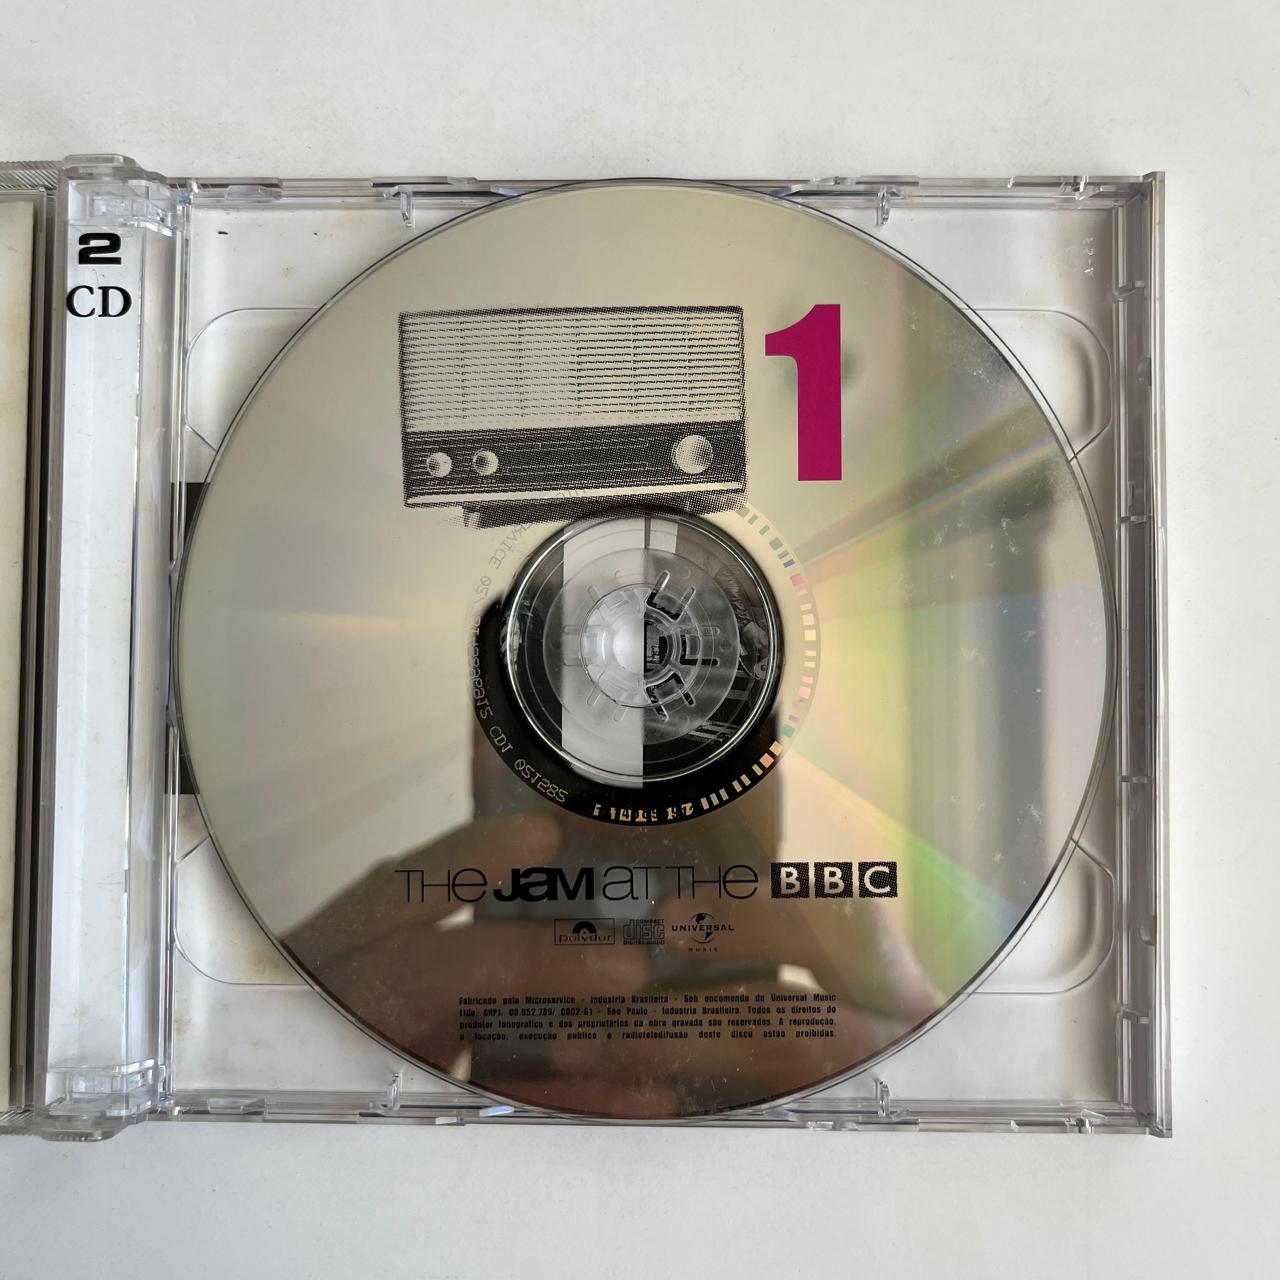 2
CD
1
THE JAM AT THE BBC
polydor
COMPACT
disc
DIGITAL AUDIO
UNIVERSAL
MUSIC
Fabricado pela Microservice - Indústria Brasileira - Sob encomenda da Universal Music
Ltda. CNPJ. 00.952.789/ 0002-61 - São Paulo - Indústria Brasileira. Todos os direitos do
produtor fonográfico e dos proprietários da obra gravada são reservados. A reprodução,
a locação, execução pública e radioteledifusão deste disco estão proibidas.